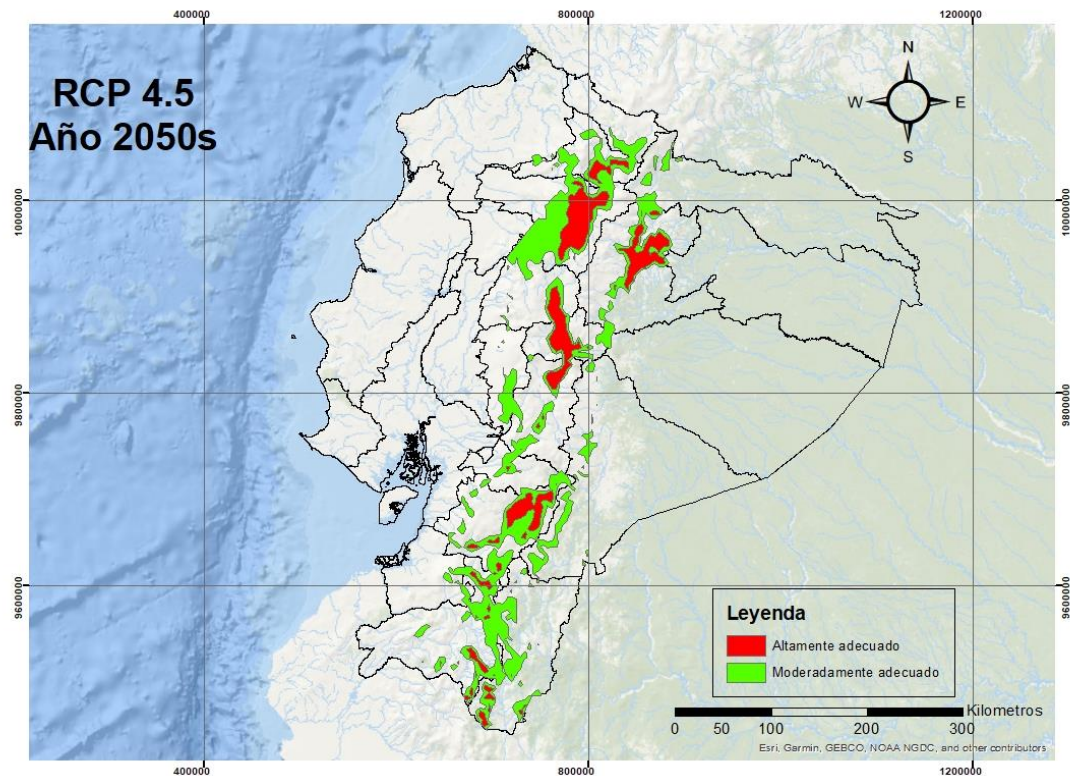 400000 800000 1200000
RCP 4.5
Año 2050s
N
W E
S
10000000 10000000
9800000 9800000
9600000 9600000
Leyenda
Altamente adecuado
Moderadamente adecuado
Kilometros
0 50 100 200 300
Esri, Garmin, GEBCO, NOAA NGDC, and other contributors
400000 800000 1200000